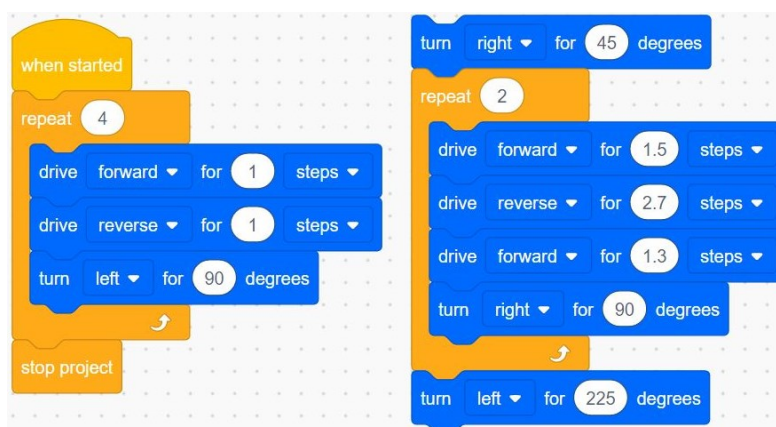 when started
repeat 4
drive forward for 1 steps
drive reverse for 1 steps
turn left for 90 degrees
stop project
turn right for 45 degrees
repeat 2
drive forward for 1.5 steps
drive reverse for 2.7 steps
drive forward for 1.3 steps
turn right for 90 degrees
turn left for 225 degrees